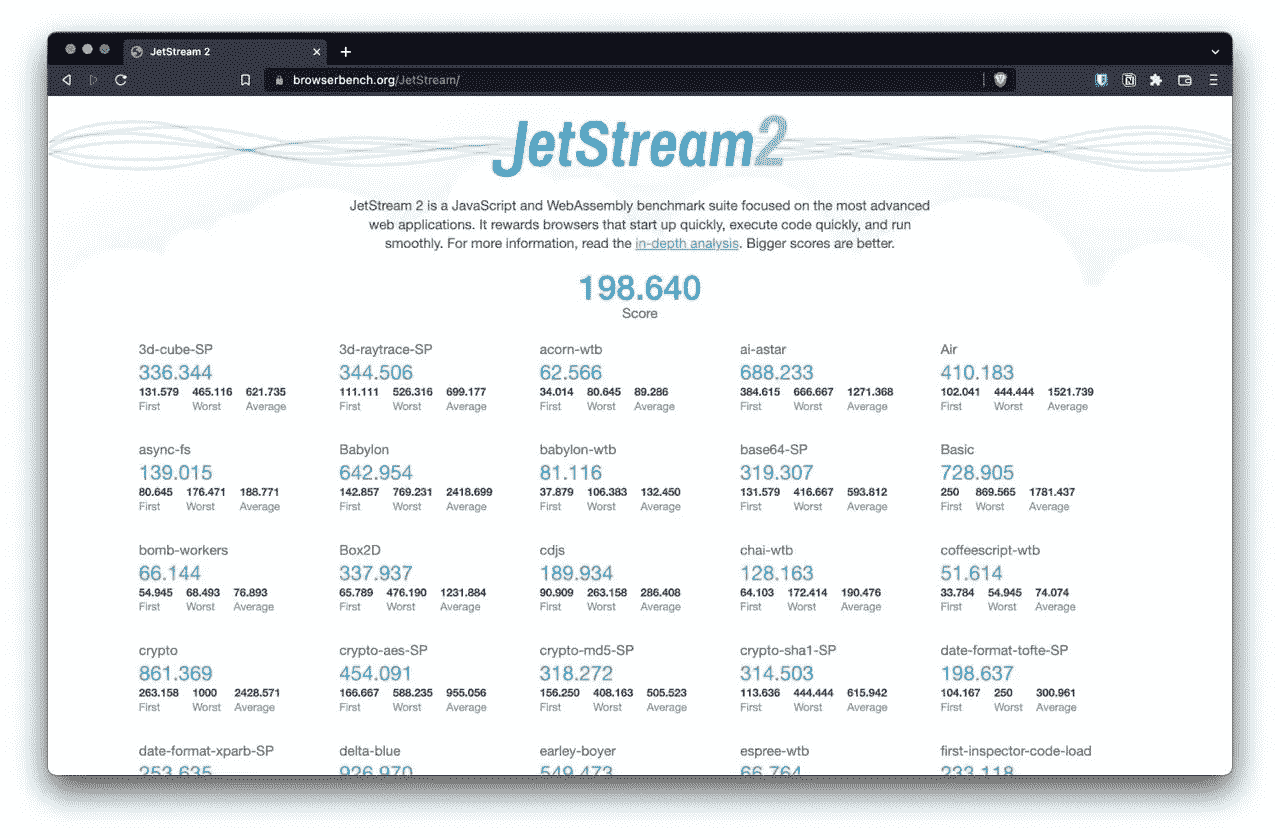 JetStream 2
browserbench.org/JetStream/
JetStream2
JetStream 2 is a JavaScript and WebAssembly benchmark suite focused on the most advanced
web applications. It rewards browsers that start up quickly, execute code quickly, and run
smoothly. For more information, read the in-depth analysis. Bigger scores are better.
198.640
Score
3d-cube-SP 3d-raytrace-SP acorn-wtb ai-astar Air
336.344 344.506 62.566 688.233 410.183
131.579 465.116 621.735 111.111 526.316 699.177 34.014 80.645 89.286 384.615 666.667 1271.368 102.041 444.444 1521.739
First Worst Average First Worst Average First Worst Average First Worst Average First Worst Average
async-fs Babylon babylon-wtb base64-SP Basic
139.015 642.954 81.116 319.307 728.905
80.645 176.471 188.771 142.857 769.231 2418.699 37.879 106.383 132.450 131.579 416.667 593.812 250 869.565 1781.437
First Worst Average First Worst Average First Worst Average First Worst Average First Worst Average
bomb-workers Box2D cdjs chai-wtb coffeescript-wtb
66.144 337.937 189.934 128.163 51.614
54.945 68.493 76.893 65.789 476.190 1231.884 90.909 263.158 286.408 64.103 172.414 190.476 33.784 54.945 74.074
First Worst Average First Worst Average First Worst Average First Worst Average First Worst Average
crypto crypto-aes-SP crypto-md5-SP crypto-sha1-SP date-format-tofte-SP
861.369 454.091 318.272 314.503 198.637
263.158 1000 2428.571 166.667 588.235 955.056 156.250 408.163 505.523 113.636 444.444 615.942 104.167 250 300.961
First Worst Average First Worst Average First Worst Average First Worst Average First Worst Average
date-format-xparb-SP delta-blue earley-boyer espree-wtb first-inspector-code-load
253.635 926.970 549.473 66.764 233.118